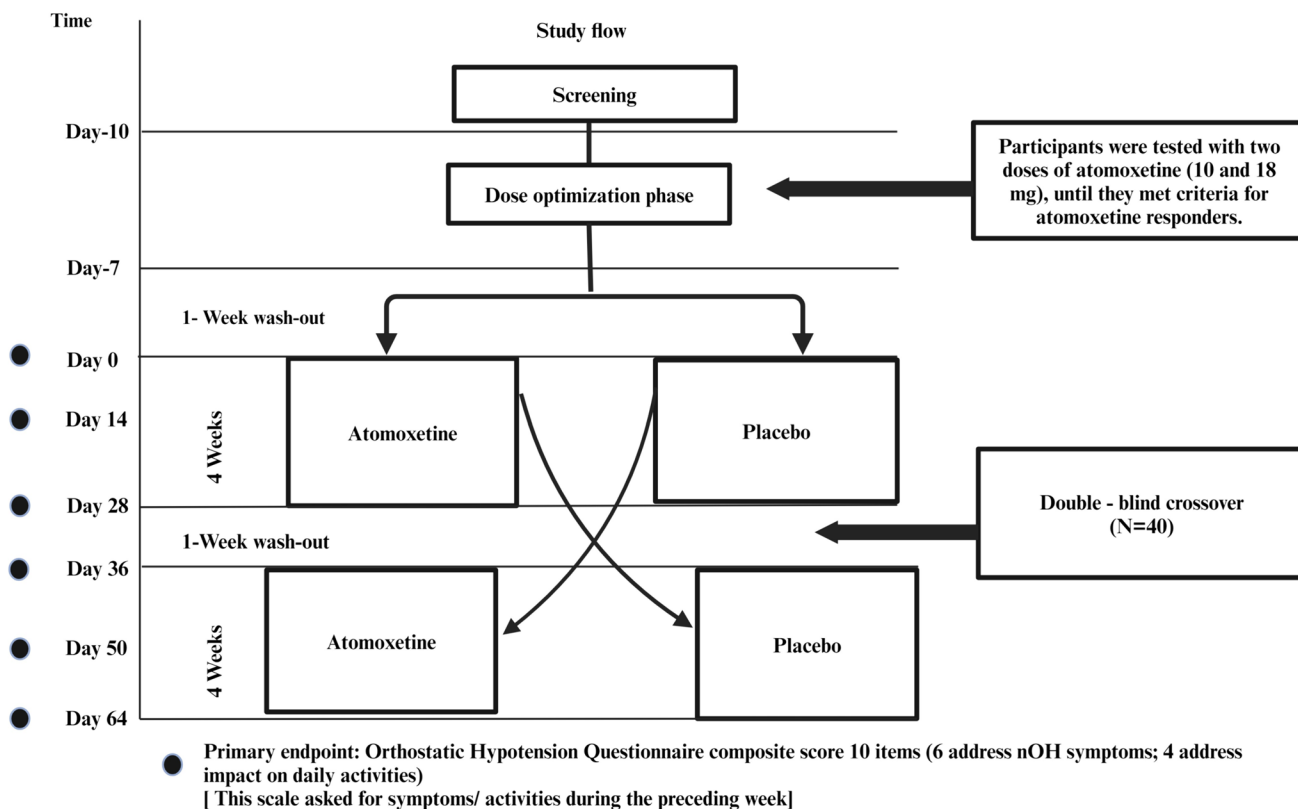 Time
Study flow
Screening
Day-10
Participants were tested with two
doses of atomoxetine (10 and 18
mg), until they met criteria for
atomoxetine responders.
Dose optimization phase
Day-7
1- Week wash-out
Day 0
Day 14
4 Weeks
Atomoxetine
Placebo
Day 28
Double - blind crossover
(N=40)
1-Week wash-out
Day 36
Day 50
4 Weeks
Atomoxetine
Placebo
Day 64
Primary endpoint: Orthostatic Hypotension Questionnaire composite score 10 items (6 address nOH symptoms; 4 address
impact on daily activities)
[ This scale asked for symptoms/ activities during the preceding week]